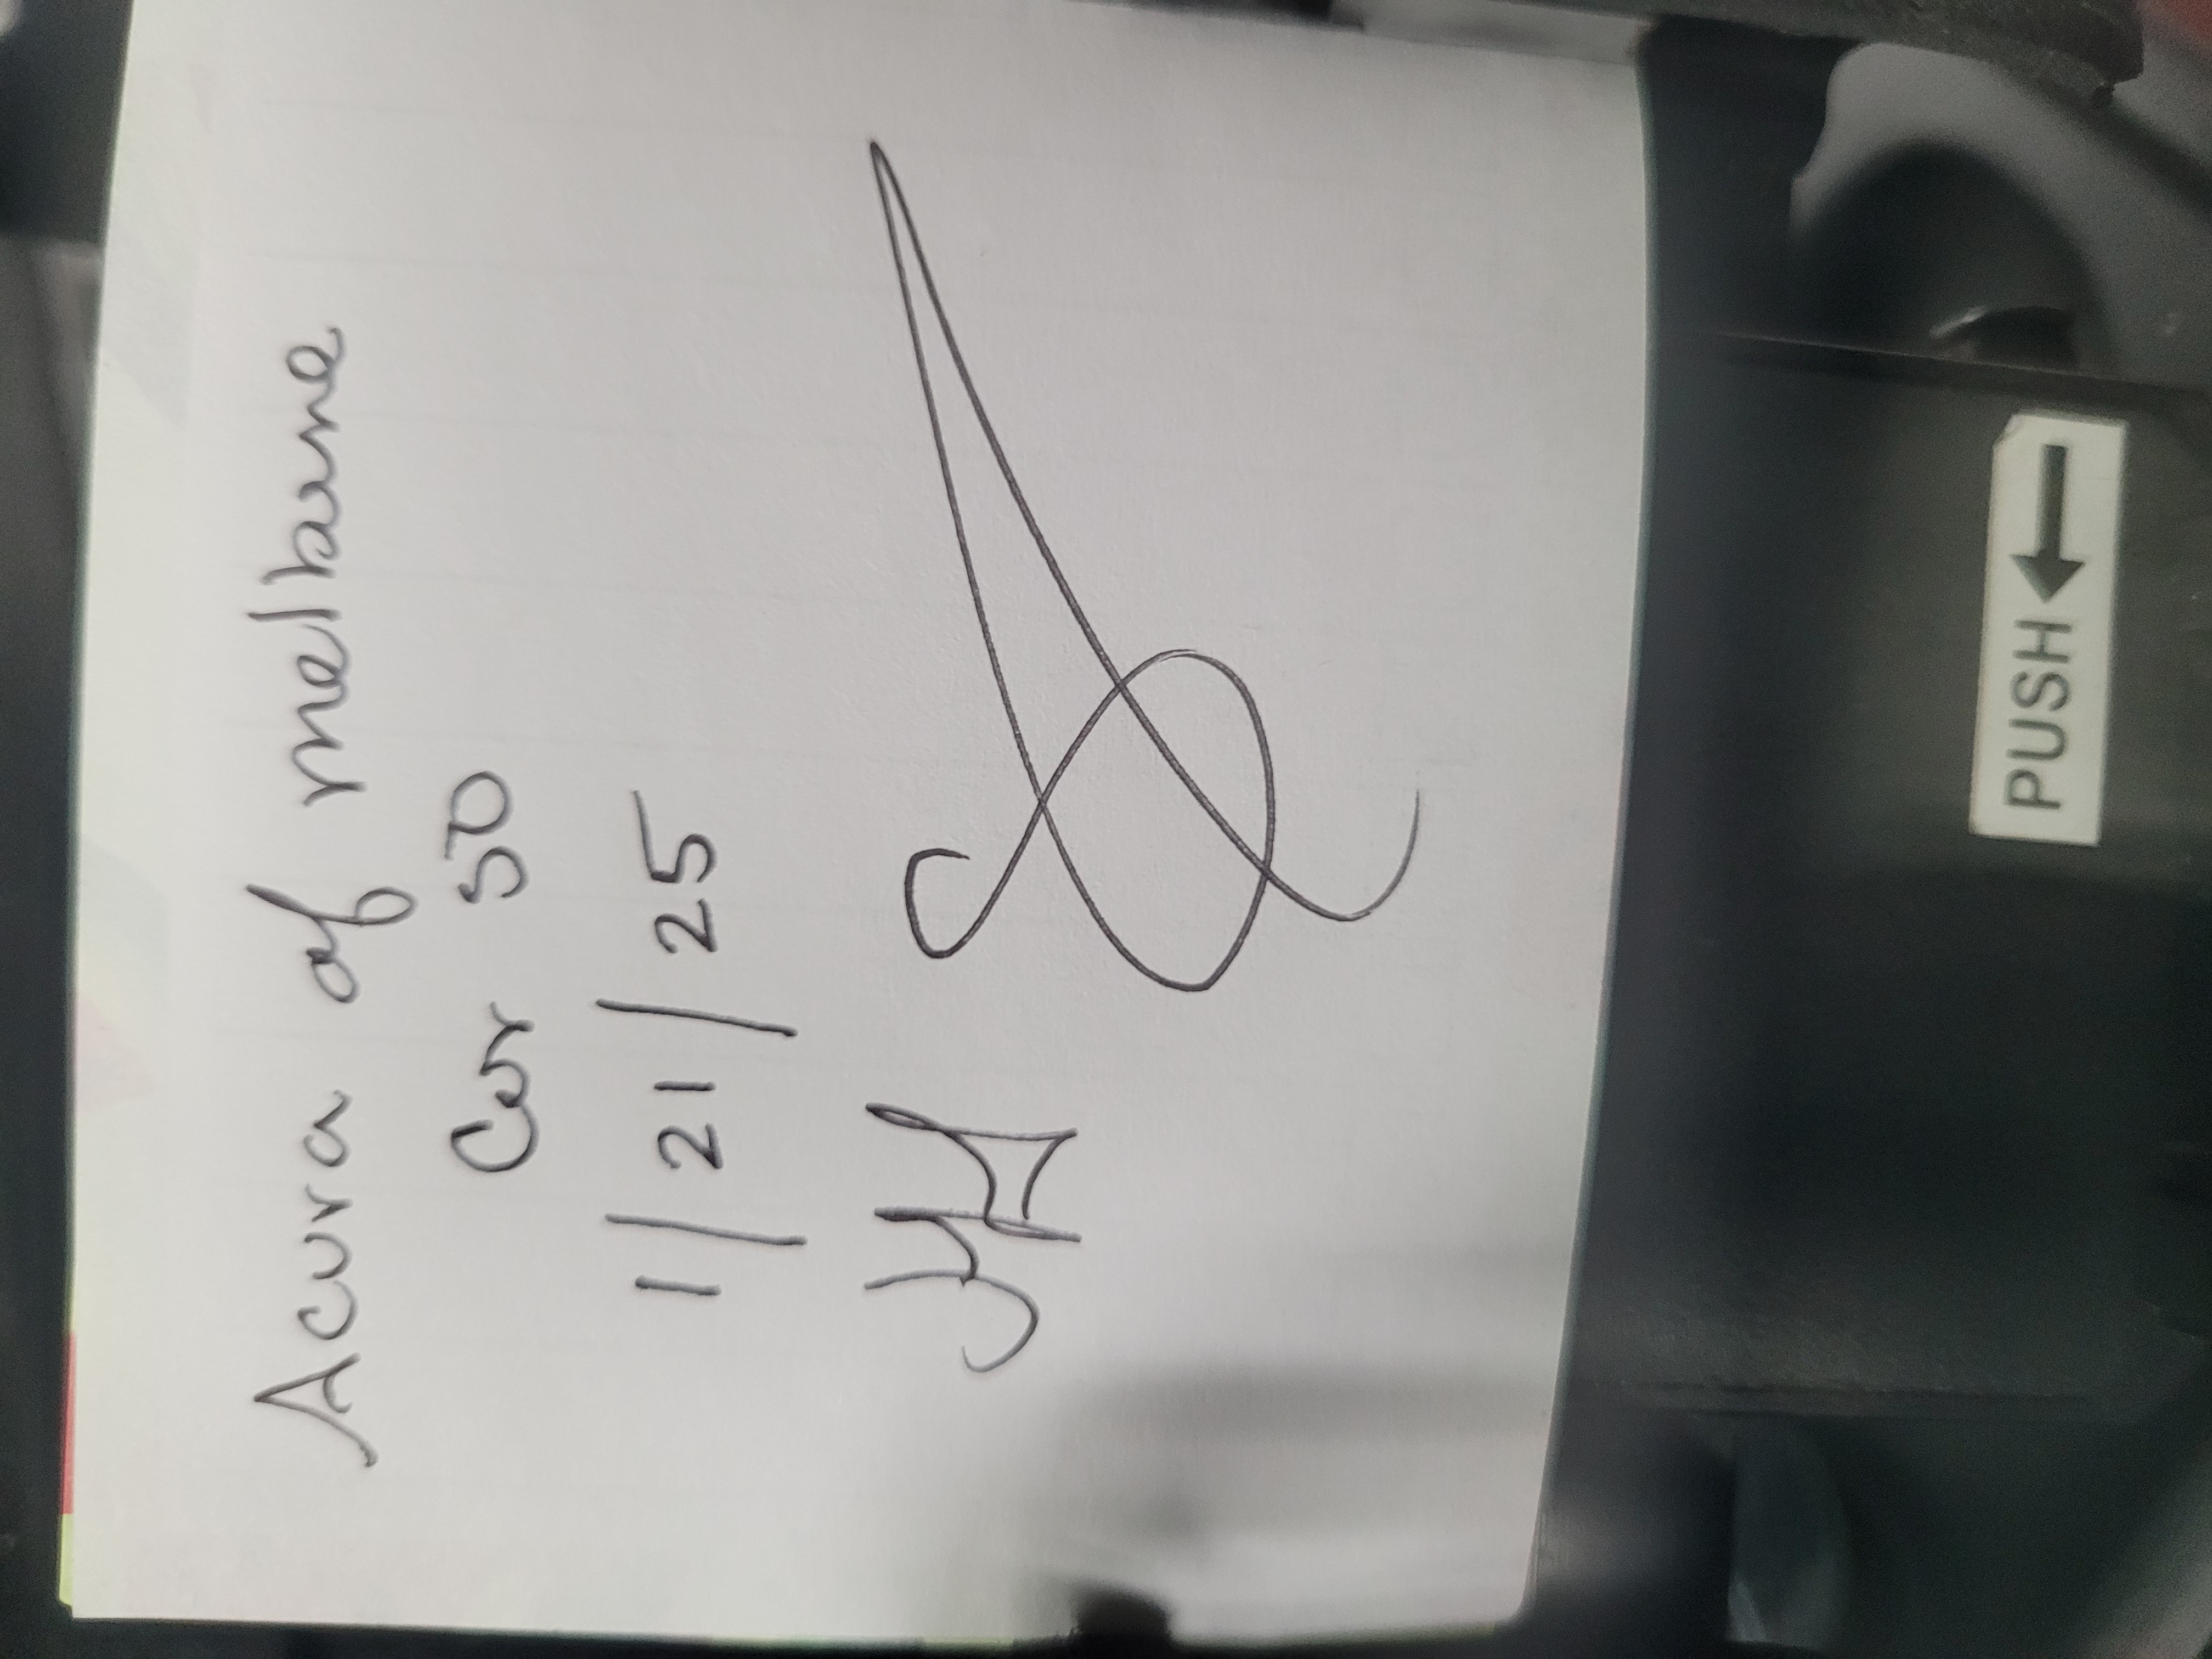 Acura of melbourne
Car 50
1/21/25
PUSH